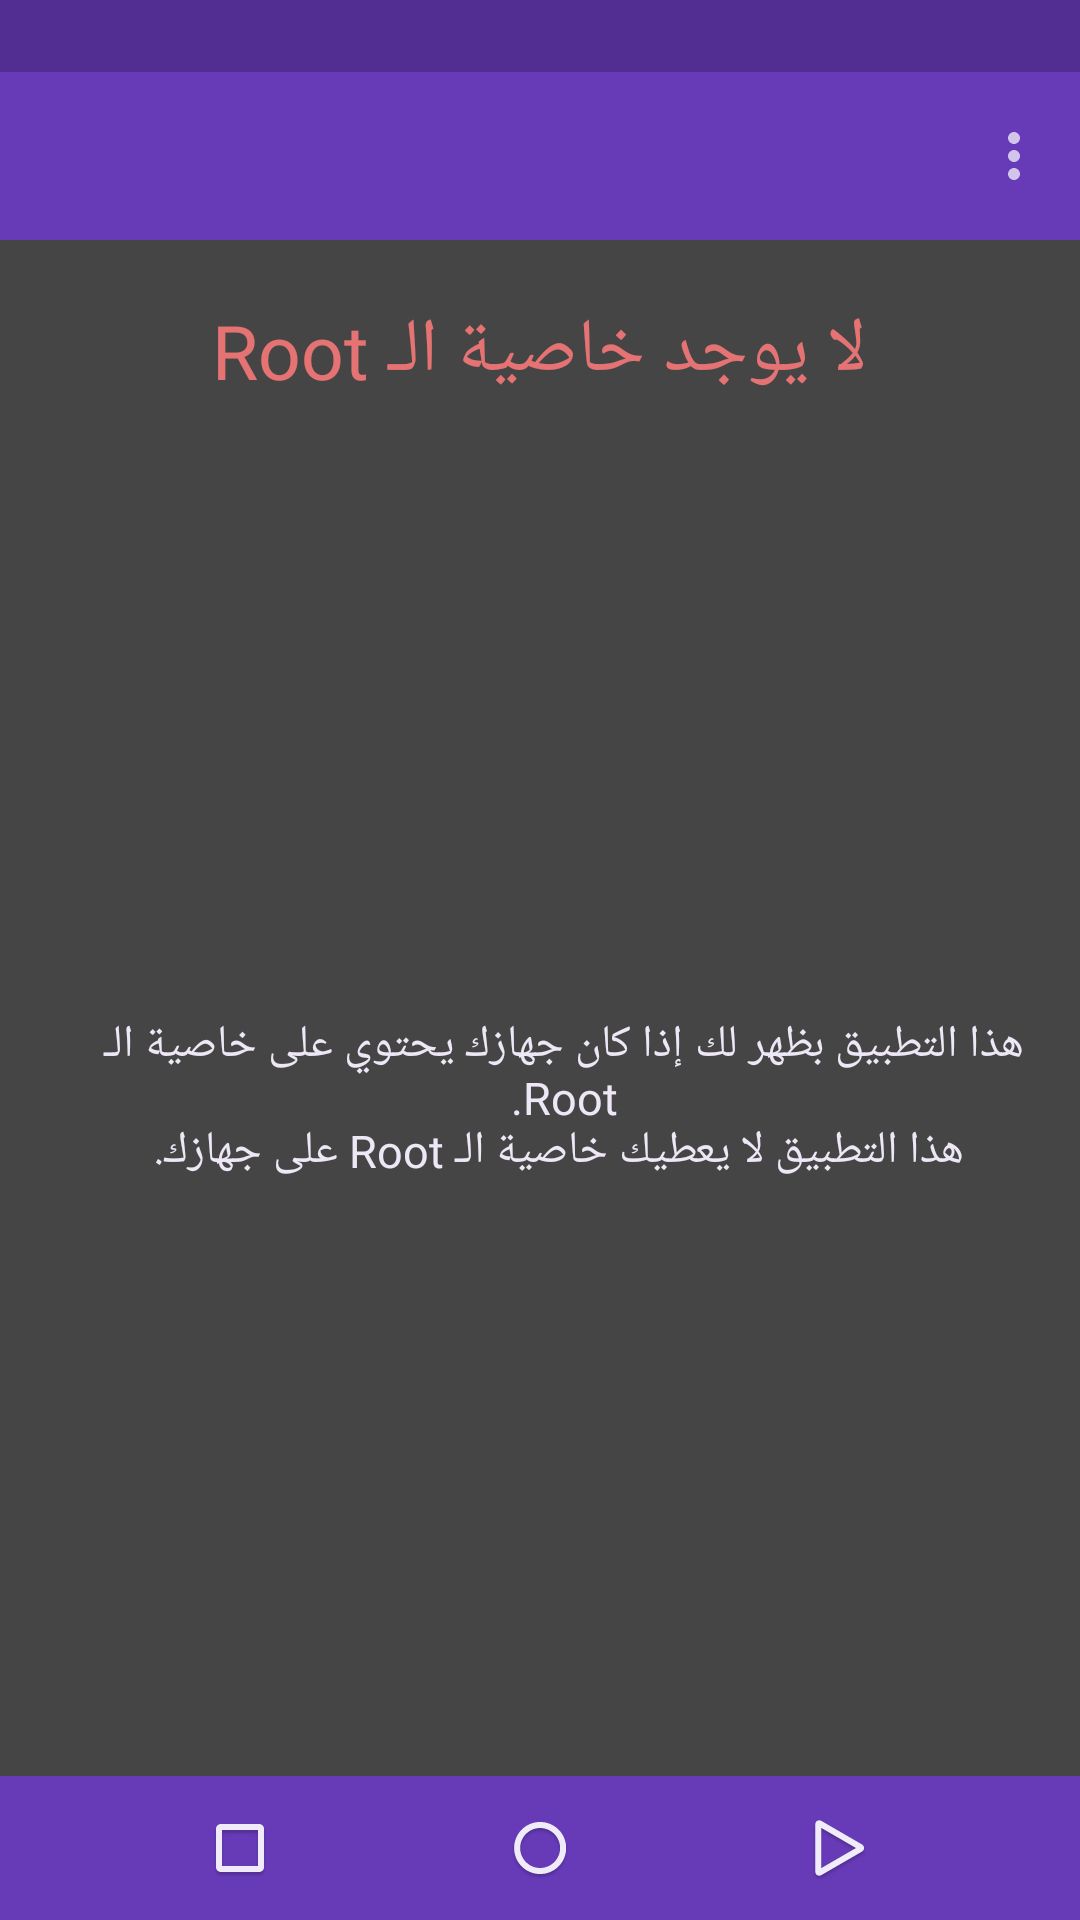 لا يوجد خاصية الـ Root
هذا التطبيق بظهر لك إذا كان جهازك يحتوي على خاصية الـ
Root.
هذا التطبيق لا يعطيك خاصية الـ Root على جهازك.